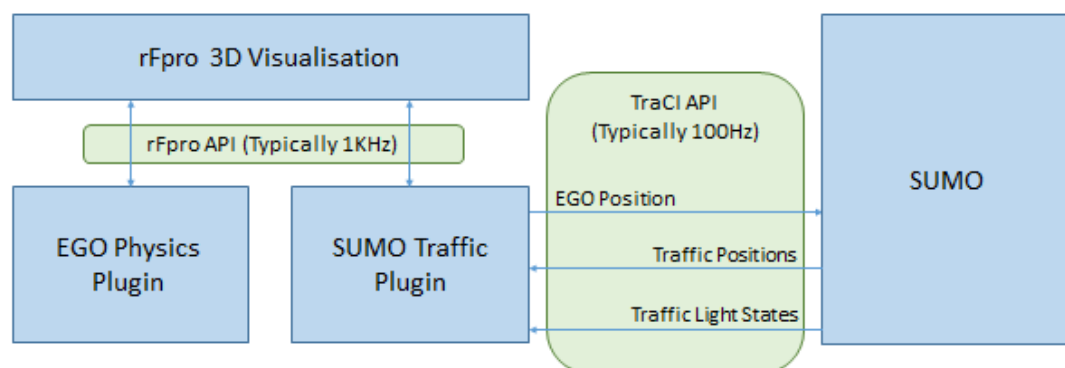 rFpro 3D Visualisation
TraCI API
(Typically 100Hz)
rFpro API (Typically 1KHz)
SUMO
EGO Position
EGO Physics
Plugin
SUMO Traffic
Plugin
Traffic Positions
Traffic Light States